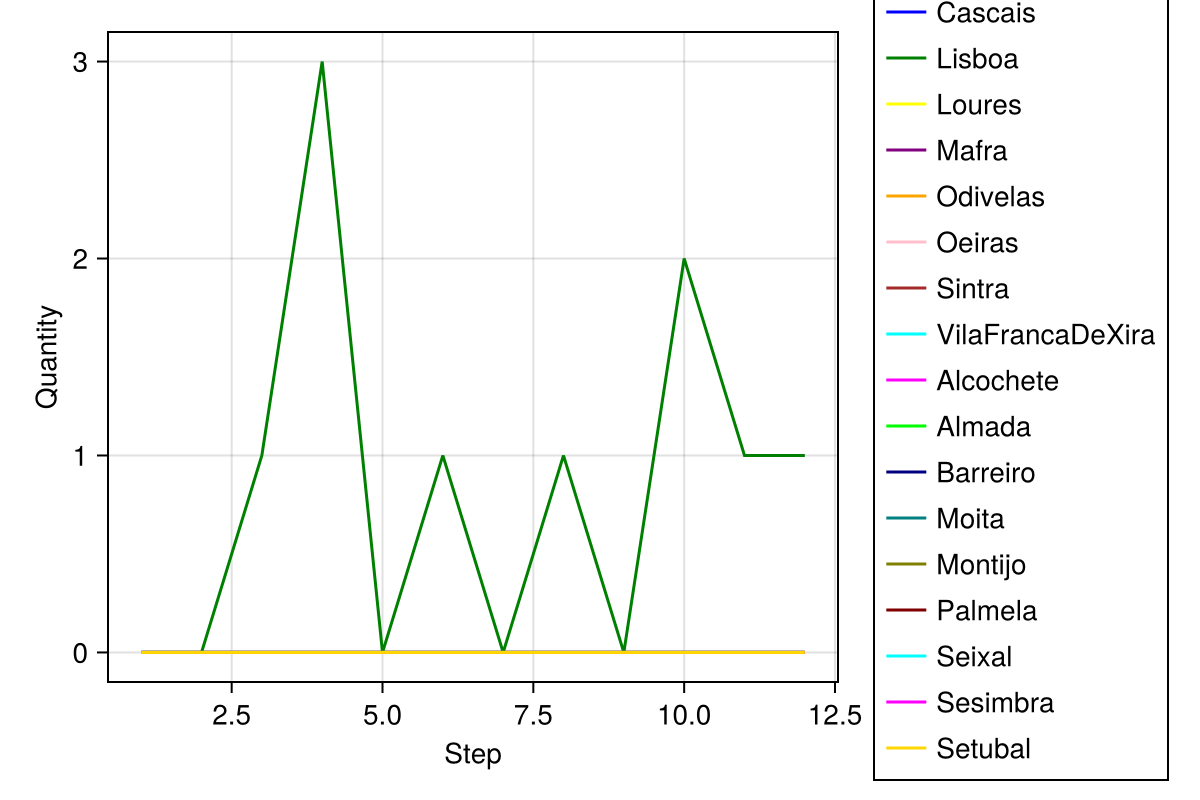 3
2
1
0
Quantity
2.5
5.0
7.5
10.0
12.5
Step
Cascais
Lisboa
Loures
Mafra
Odivelas
Oeiras
Sintra
VilaFrancaDeXira
Alcochete
Almada
Barreiro
Moita
Montijo
Palmela
Seixal
Sesimbra
Setubal